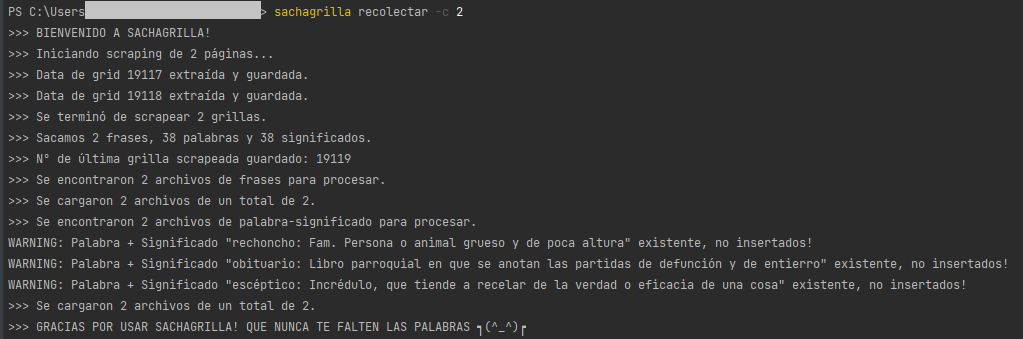 PS C:\Users > sachagrilla recolectar -c 2
>>> BIENVENIDO A SACHAGRILLA!
>>> Iniciando scraping de 2 páginas...
>>> Data de grid 19117 extraída y guardada.
>>> Data de grid 19118 extraída y guardada.
>>> Se terminó de scrapear 2 grillas.
>>> Sacamos 2 frases, 38 palabras y 38 significados.
>>> N° de última grilla scrapeada guardado: 19119
>>> Se encontraron 2 archivos de frases para procesar.
>>> Se cargaron 2 archivos de un total de 2.
>>> Se encontraron 2 archivos de palabra-significado para procesar.
WARNING: Palabra + Significado "rechoncho: Fam. Persona o animal grueso y de poca altura" existente, no insertados!
WARNING: Palabra + Significado "obituario: Libro parroquial en que se anotan las partidas de defunción y de entierro" existente, no insertados!
WARNING: Palabra + Significado "escéptico: Incrédulo, que tiende a recelar de la verdad o eficacia de una cosa" existente, no insertados!
>>> Se cargaron 2 archivos de un total de 2.
>>> GRACIAS POR USAR SACHAGRILLA! QUE NUNCA TE FALTEN LAS PALABRAS ┓(^_^)┏